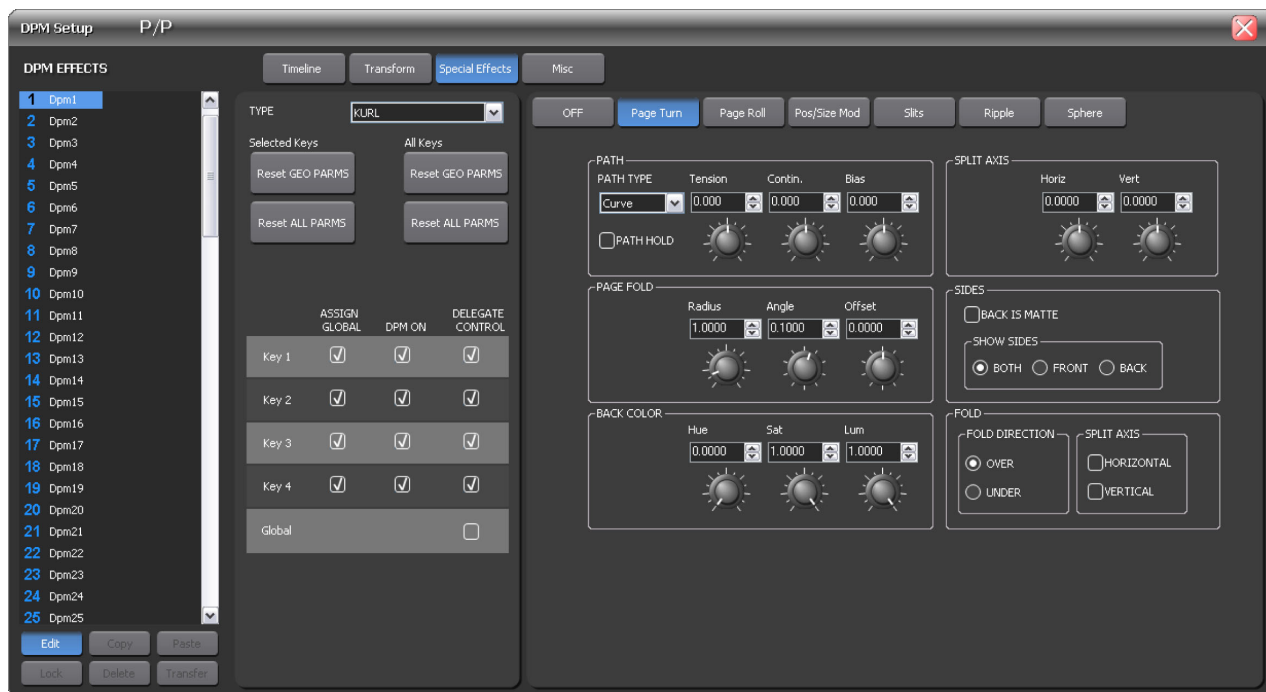 DPM Setup P/P
DPM EFFECTS
Timeline Transform Special Effects Misc
1 Dpm1
2 Dpm2
3 Dpm3
4 Dpm4
5 Dpm5
6 Dpm6
7 Dpm7
8 Dpm8
9 Dpm9
10 Dpm10
11 Dpm11
12 Dpm12
13 Dpm13
14 Dpm14
15 Dpm15
16 Dpm16
17 Dpm17
18 Dpm18
19 Dpm19
20 Dpm20
21 Dpm21
22 Dpm22
23 Dpm23
24 Dpm24
25 Dpm25
Edit Copy Paste
Lock Delete Transfer
TYPE KURL
Selected Keys All Keys
Reset GEO PARMS Reset GEO PARMS
Reset ALL PARMS Reset ALL PARMS
ASSIGN GLOBAL DPM ON DELEGATE CONTROL
Key 1
Key 2
Key 3
Key 4
Global
OFF Page Turn Page Roll Pos/Size Mod Slits Ripple Sphere
PATH
PATH TYPE Tension Contin. Bias
Curve 0.000 0.000 0.000
PATH HOLD
SPLIT AXIS
Horiz Vert
0.0000 0.0000
PAGE FOLD
Radius Angle Offset
1.0000 0.1000 0.0000
SIDES
BACK IS MATTE
SHOW SIDES
BOTH FRONT BACK
BACK COLOR
Hue Sat Lum
0.0000 1.0000 1.0000
FOLD
FOLD DIRECTION
OVER
UNDER
SPLIT AXIS
HORIZONTAL
VERTICAL